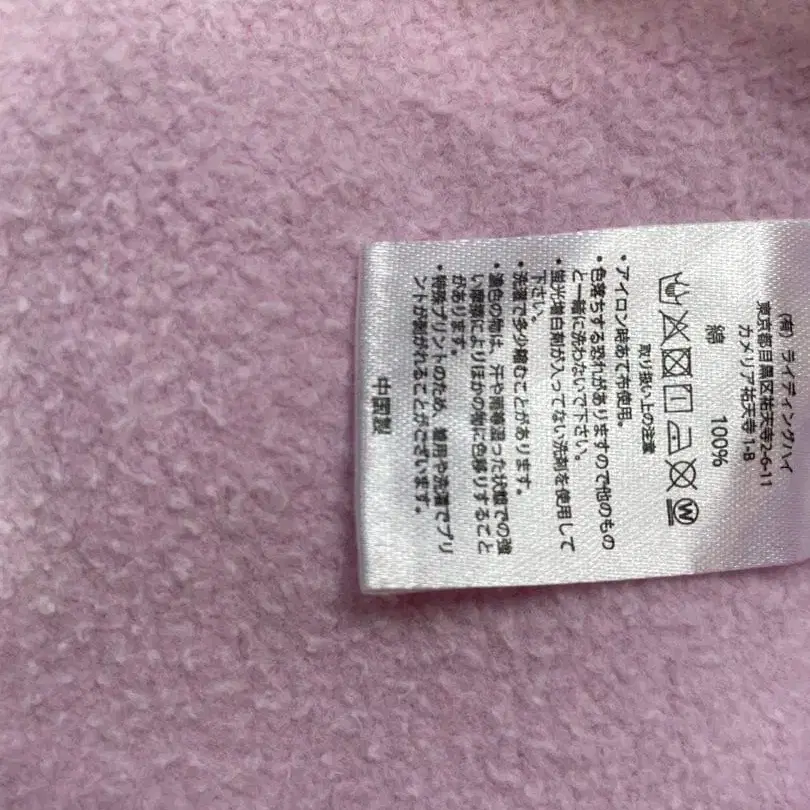 (有) ライディングハイ
東京都目黒区祐天寺2-6-11
カメリア祐天寺1-B
綿 100%
取り扱い上の注意
W
・アイロン時あて布使用。
・色落ちする恐れがありますので他のもの
と一緒に洗わないで下さい。
・蛍光増白剤が入ってない洗剤を使用して
下さい。
・洗濯で多少縮むことがあります。
・濃色の物は、汗や雨等湿った状態での強
い摩擦によりほかの物に色移りすること
があります。
・特殊プリントのため、着用や洗濯でプリ
ントが剥がれることがございます。
中国製